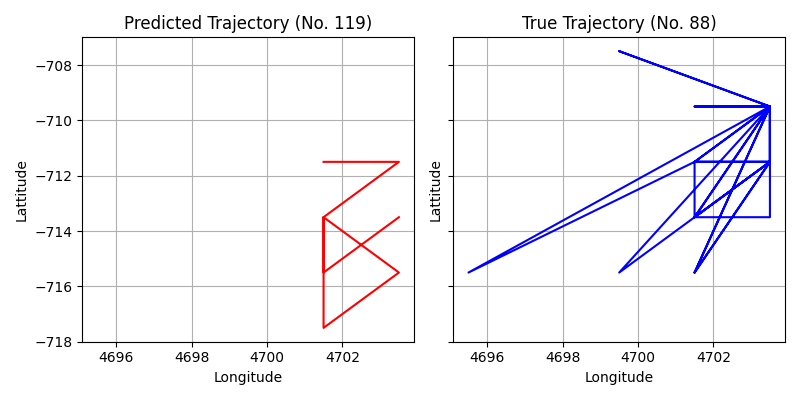 Predicted Trajectory (No. 119)
True Trajectory (No. 88)
−708
−710
−712
−714
−716
−718
Lattitude
Lattitude
4696
4698
4700
4702
4696
4698
4700
4702
Longitude
Longitude